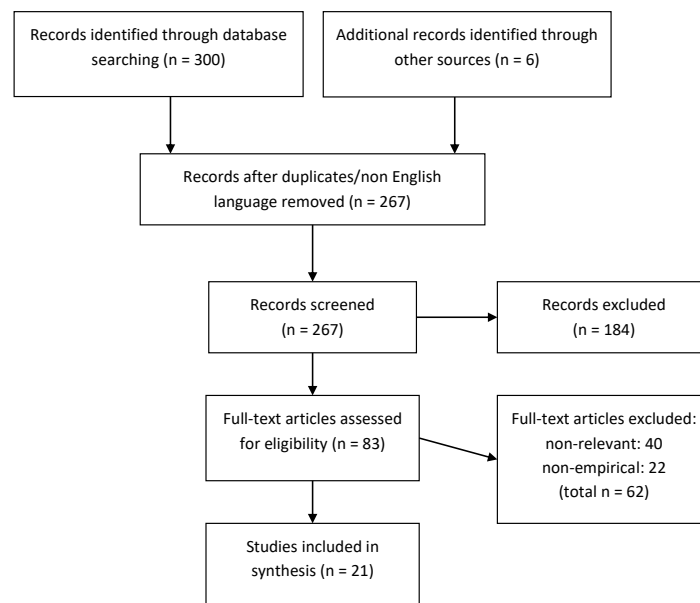 Records identified through database
searching (n = 300)
Additional records identified through
other sources (n = 6)
Records after duplicates/non English
language removed (n = 267)
Records screened
(n = 267)
Records excluded
(n = 184)
Full-text articles assessed
for eligibility (n = 83)
Full-text articles excluded:
non-relevant: 40
non-empirical: 22
(total n = 62)
Studies included in
synthesis (n = 21)